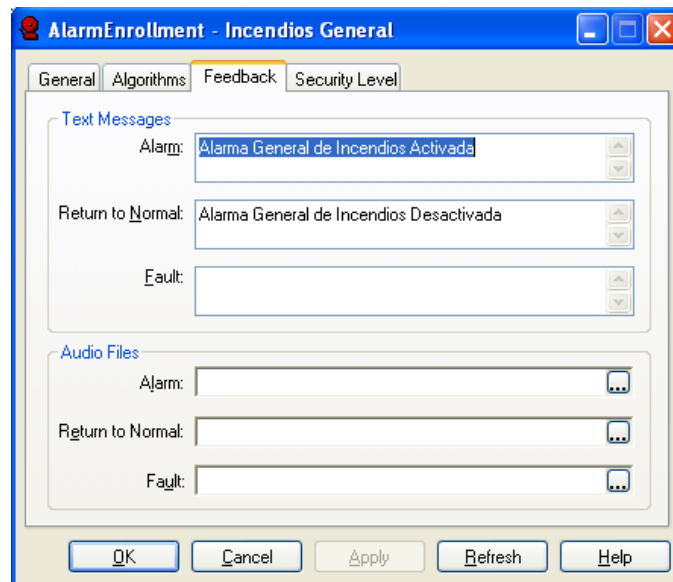 AlarmEnrollment - Incendios General
General Algorithms Feedback Security Level
Text Messages
Alarm: Alarma General de Incendios Activada
Return to Normal: Alarma General de Incendios Desactivada
Fault:
Audio Files
Alarm: ...
Return to Normal: ...
Fault: ...
OK Cancel Apply Refresh Help